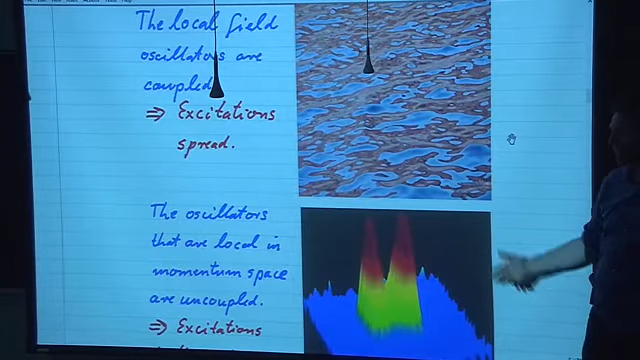 The local field
oscillators are
coupled
⇒ Excitations
spread.
The oscillators
that are local in
momentum space
are uncoupled.
⇒ Excitations